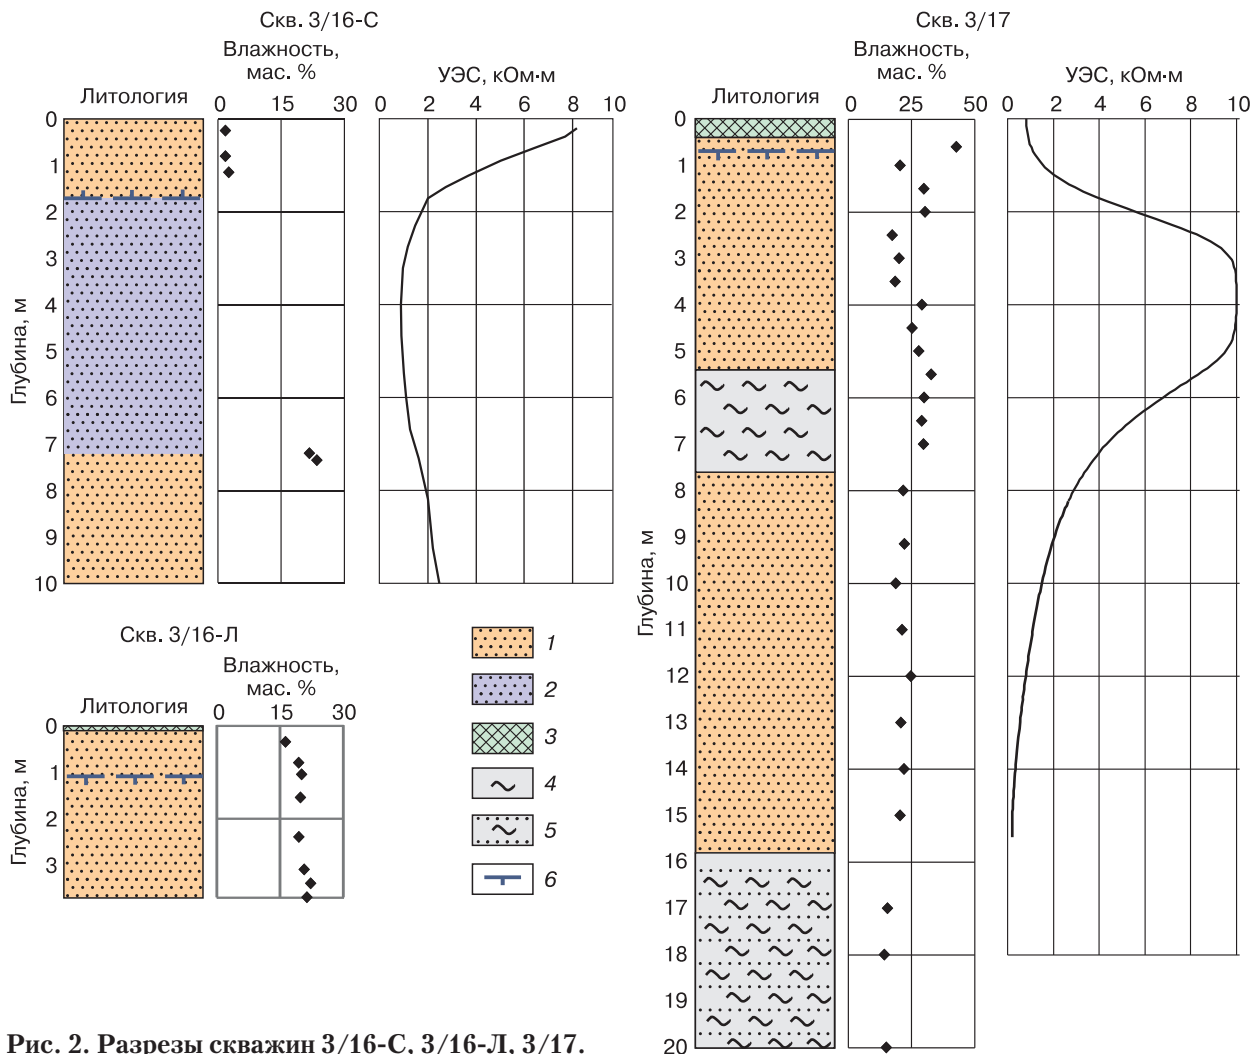 Скв. 3/16-С
Влажность,
мас. %
УЭС, кОм·м
Литология
0 15 30
0 2 4 6 8 10
Глубина, м
0
1
2
3
4
5
6
7
8
9
10
Скв. 3/16-Л
Влажность,
мас. %
Литология
0 15 30
Глубина, м
0
1
2
3
1
2
3
4
5
6
Скв. 3/17
Влажность,
мас. %
УЭС, кОм·м
Литология
0 25 50
0 2 4 6 8 10
Глубина, м
0
1
2
3
4
5
6
7
8
9
10
11
12
13
14
15
16
17
18
19
20
Рис. 2. Разрезы скважин 3/16-С, 3/16-Л, 3/17.